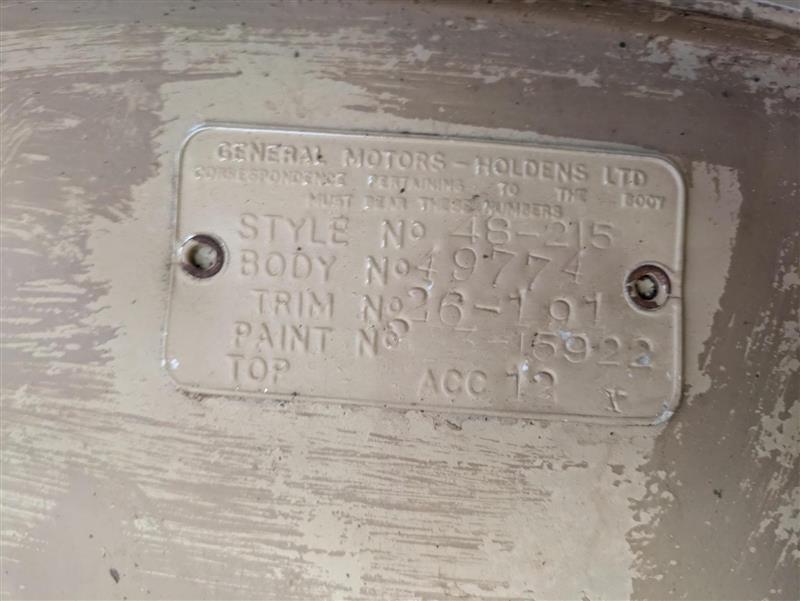 GENERAL MOTORS - HOLDENS LTD
CORRESPONDENCE PERTAINING TO THE BODY
MUST BEAR THESE NUMBERS
STYLE No 48-215
BODY No 49774
TRIM No 26-191
PAINT No -15922
TOP ACC 12 X